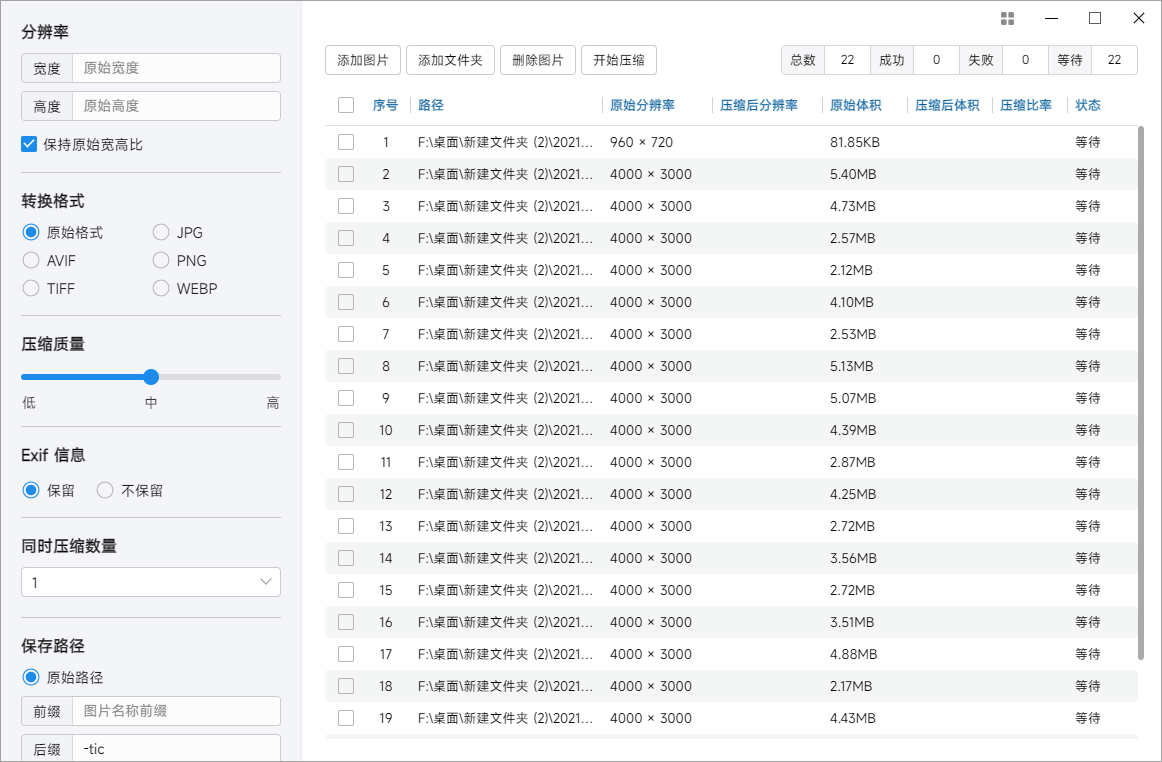 分辨率
宽度 原始宽度
高度 原始高度
保持原始宽高比
转换格式
原始格式 JPG
AVIF PNG
TIFF WEBP
压缩质量
低 中 高
Exif 信息
保留 不保留
同时压缩数量
1
保存路径
原始路径
前缀 图片名称前缀
后缀 -tic
添加图片 添加文件夹 删除图片 开始压缩 总数 22 成功 0 失败 0 等待 22
序号 路径 原始分辨率 压缩后分辨率 原始体积 压缩后体积 压缩比率 状态
1 F:\桌面\新建文件夹 (2)\2021... 960 × 720 81.85KB 等待
2 F:\桌面\新建文件夹 (2)\2021... 4000 × 3000 5.40MB 等待
3 F:\桌面\新建文件夹 (2)\2021... 4000 × 3000 4.73MB 等待
4 F:\桌面\新建文件夹 (2)\2021... 4000 × 3000 2.57MB 等待
5 F:\桌面\新建文件夹 (2)\2021... 4000 × 3000 2.12MB 等待
6 F:\桌面\新建文件夹 (2)\2021... 4000 × 3000 4.10MB 等待
7 F:\桌面\新建文件夹 (2)\2021... 4000 × 3000 2.53MB 等待
8 F:\桌面\新建文件夹 (2)\2021... 4000 × 3000 5.13MB 等待
9 F:\桌面\新建文件夹 (2)\2021... 4000 × 3000 5.07MB 等待
10 F:\桌面\新建文件夹 (2)\2021... 4000 × 3000 4.39MB 等待
11 F:\桌面\新建文件夹 (2)\2021... 4000 × 3000 2.87MB 等待
12 F:\桌面\新建文件夹 (2)\2021... 4000 × 3000 4.25MB 等待
13 F:\桌面\新建文件夹 (2)\2021... 4000 × 3000 2.72MB 等待
14 F:\桌面\新建文件夹 (2)\2021... 4000 × 3000 3.56MB 等待
15 F:\桌面\新建文件夹 (2)\2021... 4000 × 3000 2.72MB 等待
16 F:\桌面\新建文件夹 (2)\2021... 4000 × 3000 3.51MB 等待
17 F:\桌面\新建文件夹 (2)\2021... 4000 × 3000 4.88MB 等待
18 F:\桌面\新建文件夹 (2)\2021... 4000 × 3000 2.17MB 等待
19 F:\桌面\新建文件夹 (2)\2021... 4000 × 3000 4.43MB 等待